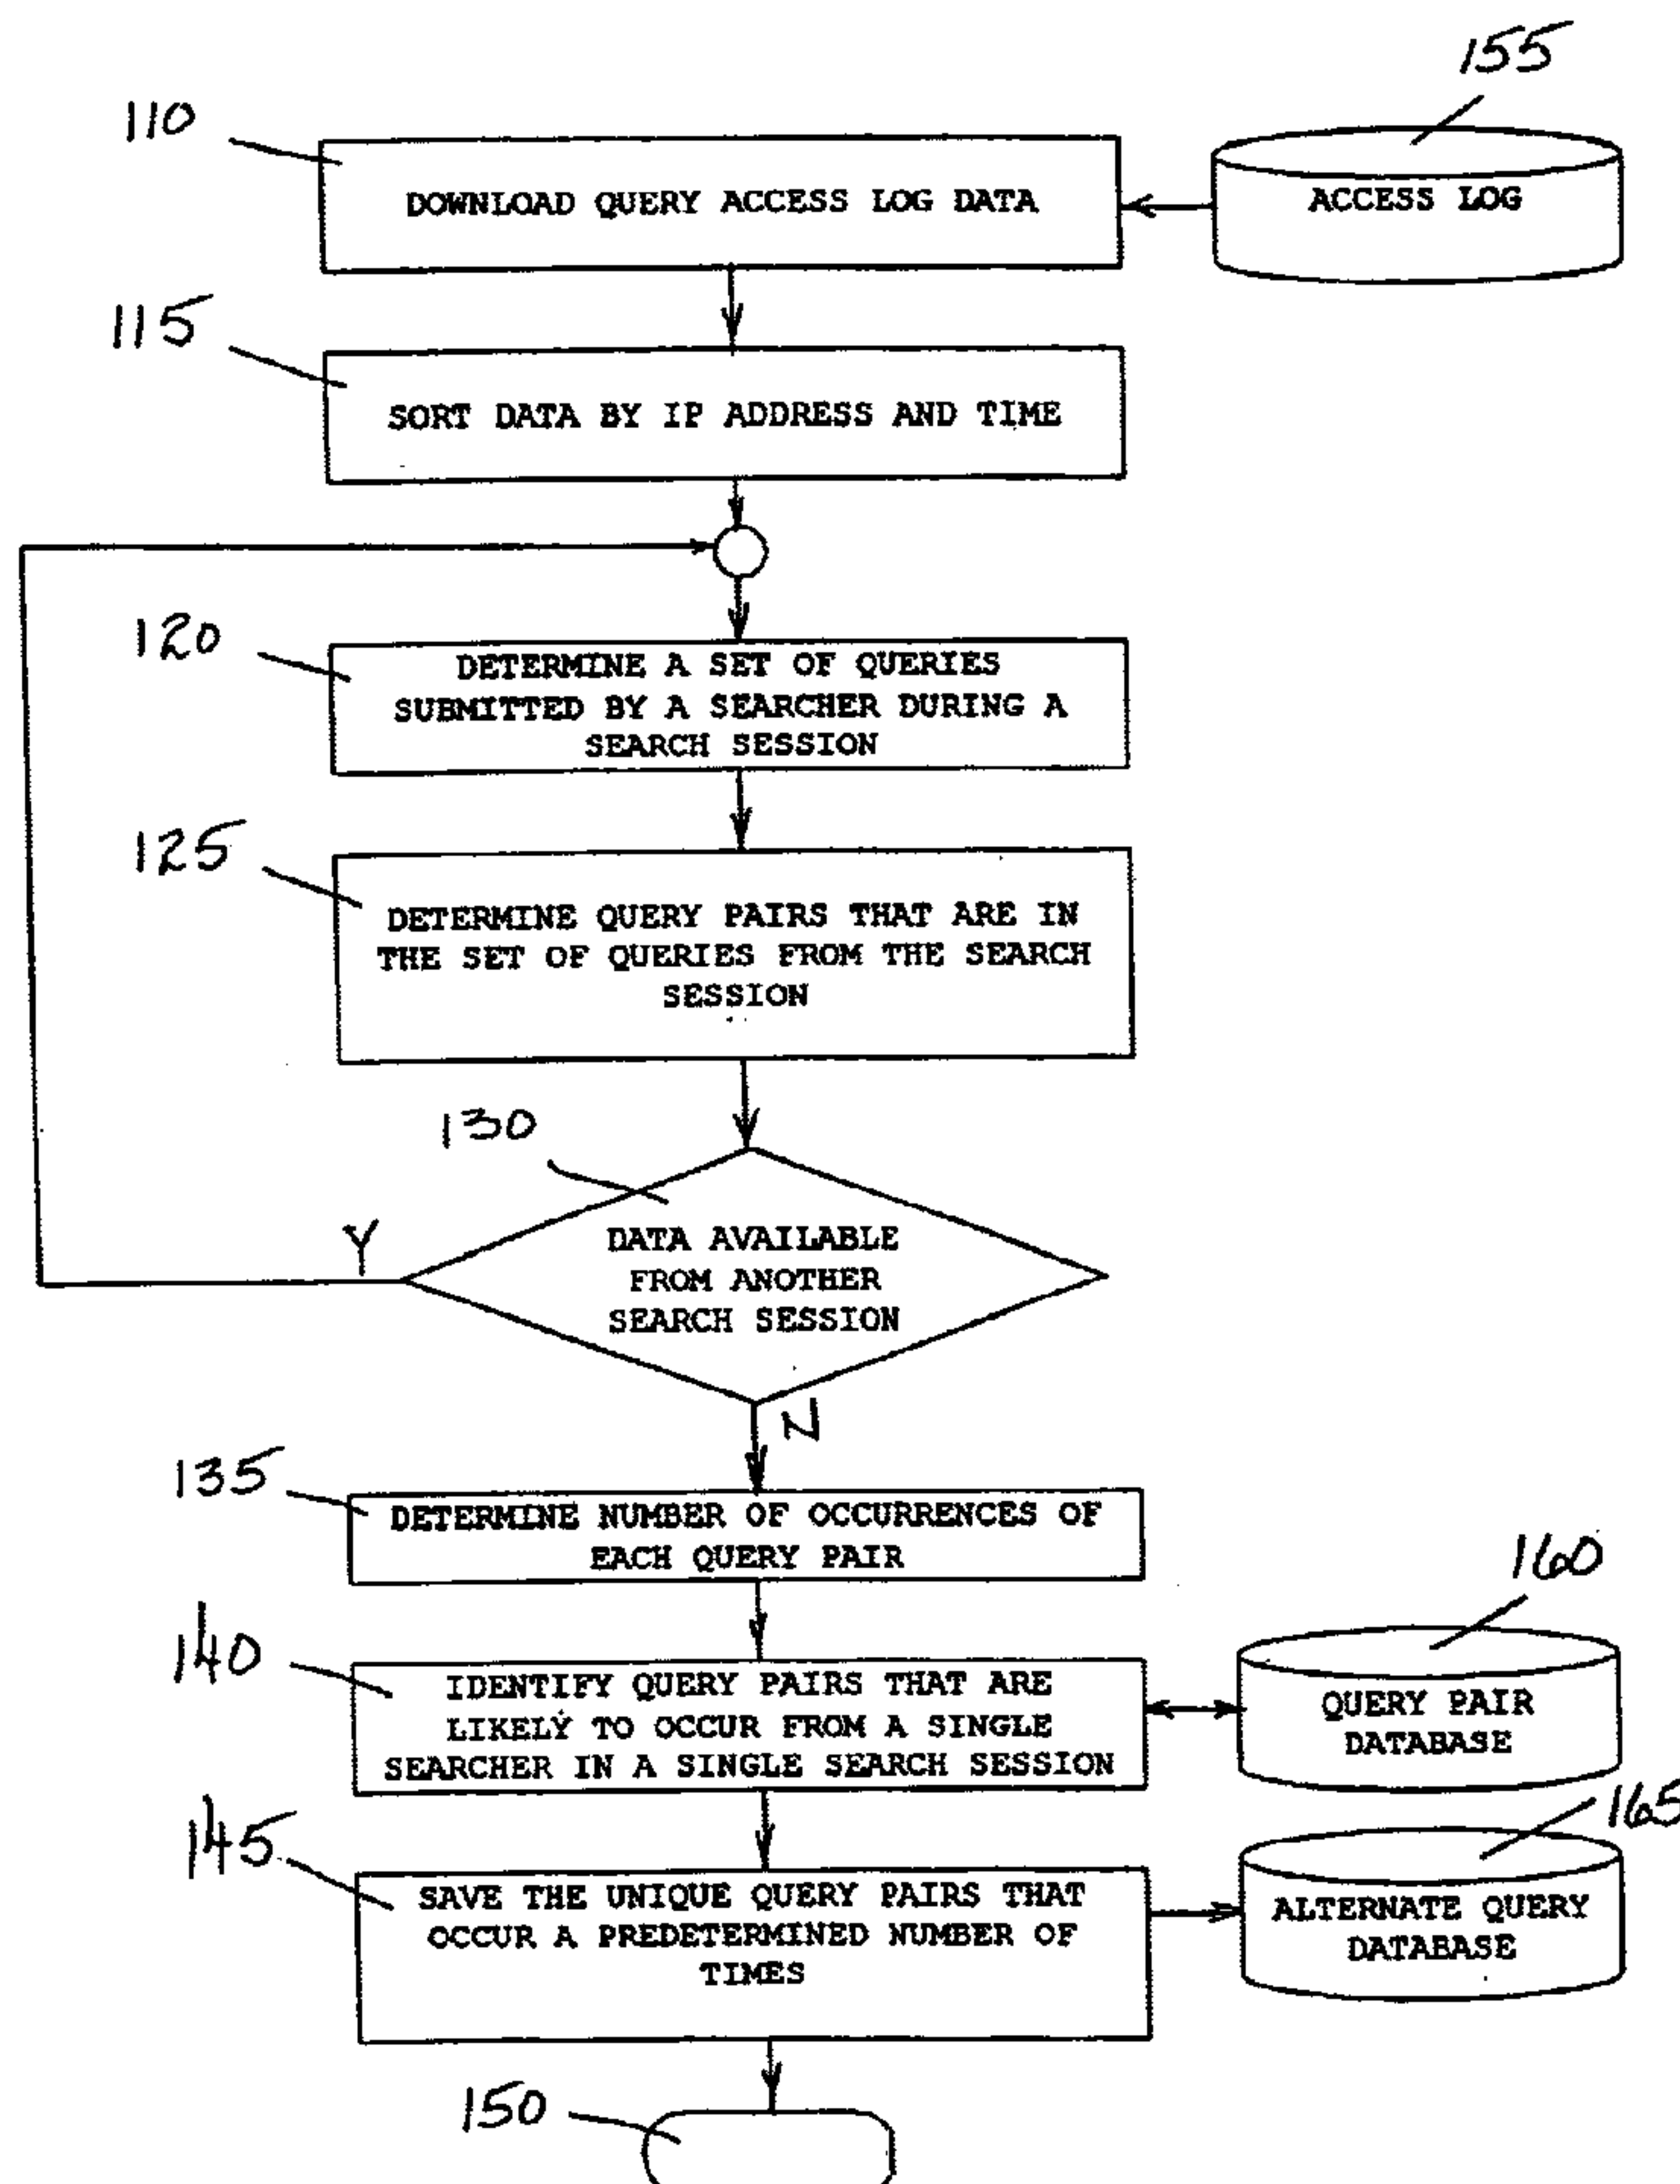 155
110
DOWNLOAD QUERY ACCESS LOG DATA
ACCESS LOG
115
SORT DATA BY IP ADDRESS AND TIME
120
DETERMINE A SET OF QUERIES
SUBMITTED BY A SEARCHER DURING A
SEARCH SESSION
125
DETERMINE QUERY PAIRS THAT ARE IN
THE SET OF QUERIES FROM THE SEARCH
SESSION
130
Y
DATA AVAILABLE
FROM ANOTHER
SEARCH SESSION
N
135
DETERMINE NUMBER OF OCCURRENCES OF
EACH QUERY PAIR
160
140
IDENTIFY QUERY PAIRS THAT ARE
LIKELY TO OCCUR FROM A SINGLE
SEARCHER IN A SINGLE SEARCH SESSION
QUERY PAIR
DATABASE
165
145
SAVE THE UNIQUE QUERY PAIRS THAT
OCCUR A PREDETERMINED NUMBER OF
TIMES
ALTERNATE QUERY
DATABASE
150